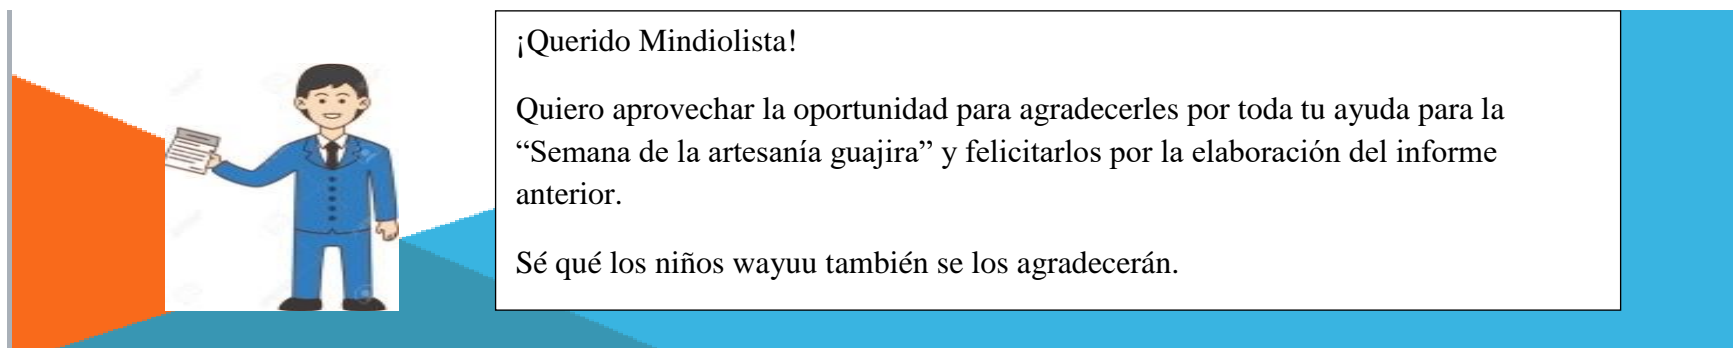 ¡Querido Mindiolista!
Quiero aprovechar la oportunidad para agradecerles por toda tu ayuda para la
“Semana de la artesanía guajira” y felicitarlos por la elaboración del informe
anterior.
Sé qué los niños wayuu también se los agradecerán.